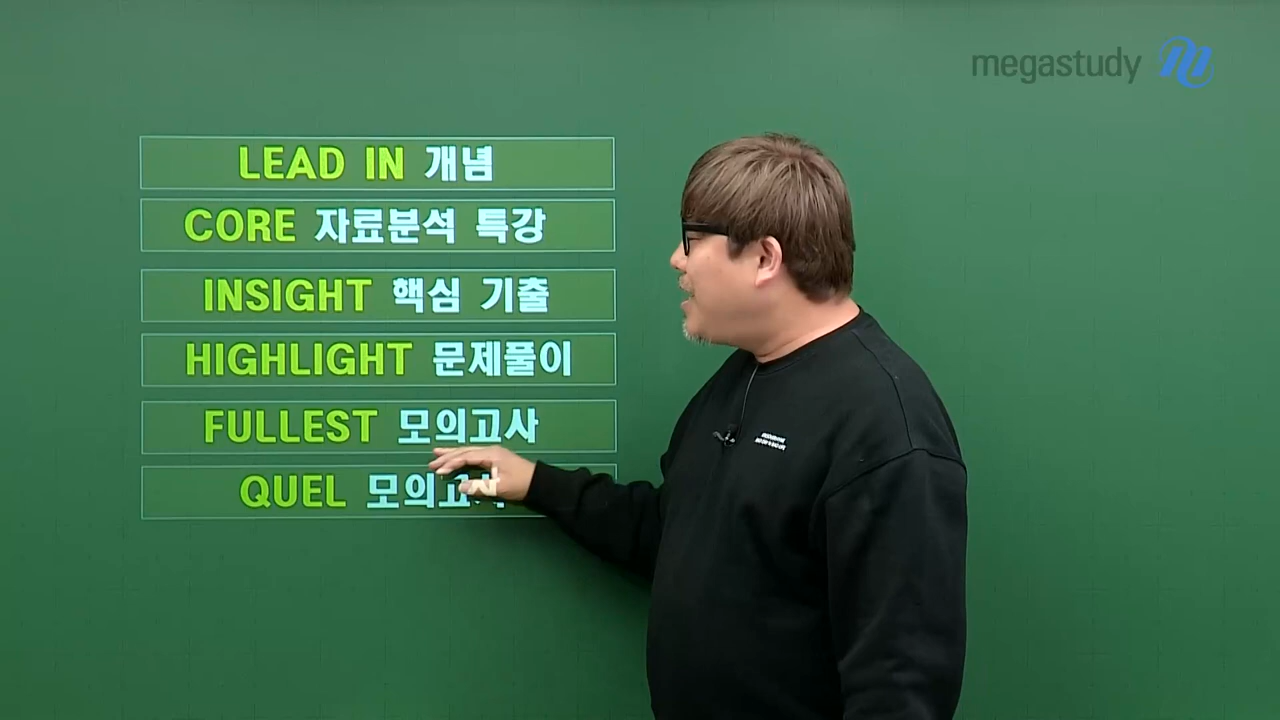 megastudy
LEAD IN 개념
CORE 자료분석 특강
INSIGHT 핵심 기출
HIGHLIGHT 문제풀이
FULLEST 모의고사
QUEL 모의고사